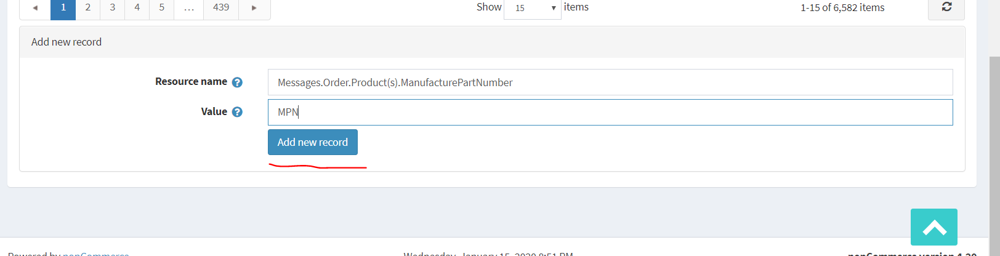 ◄ 1 2 3 4 5 ... 439 ► Show 15 ▼ items 1-15 of 6,582 items
Add new record
Resource name ? Messages.Order.Product(s).ManufacturePartNumber
Value ? MPN
Add new record
Powered by nopCommerce Wednesday, January 15, 2020 8:51 PM nopCommerce version 4.20